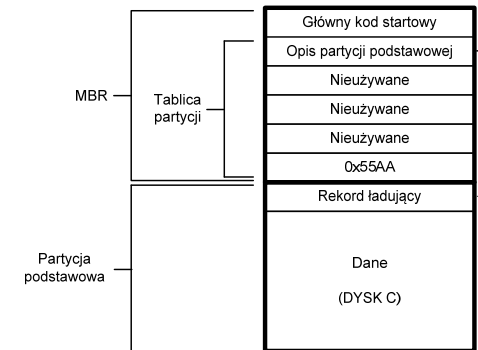 Główny kod startowy
Opis partycji podstawowej
Nieużywane
Nieużywane
Nieużywane
0x55AA
MBR
Tablica
partycji
Rekord ładujący
Partycja
podstawowa
Dane
(DYSK C)